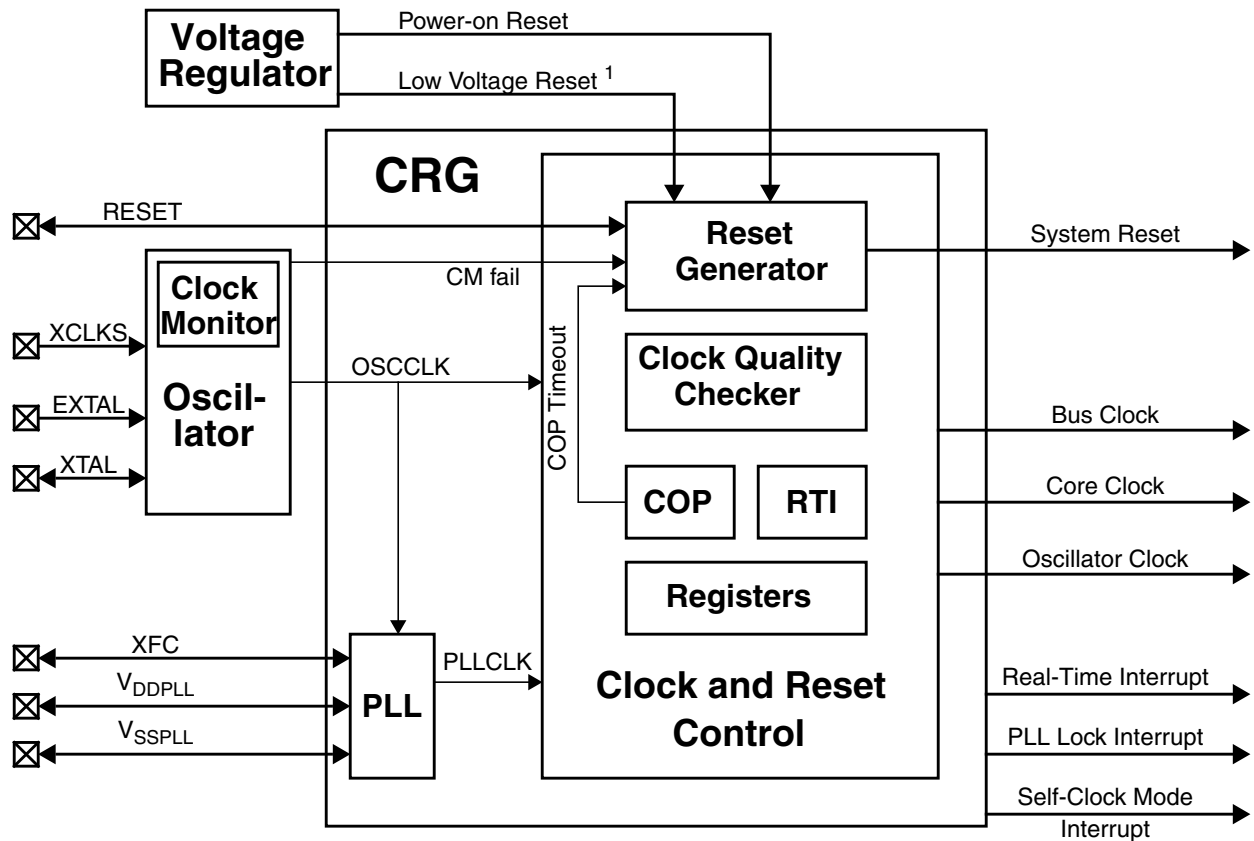 Power-on Reset
Voltage
Regulator
Low Voltage Reset 1
CRG
RESET
Reset
Generator
System Reset
CM fail
Clock
Monitor
XCLKS
OSCCLK
COP Timeout
Clock Quality
Checker
Oscil-
lator
EXTAL
XTAL
Bus Clock
COP
RTI
Core Clock
Oscillator Clock
Registers
XFC
VDDPLL
VSSPLL
PLL
PLLCLK
Clock and Reset
Control
Real-Time Interrupt
PLL Lock Interrupt
Self-Clock Mode
Interrupt